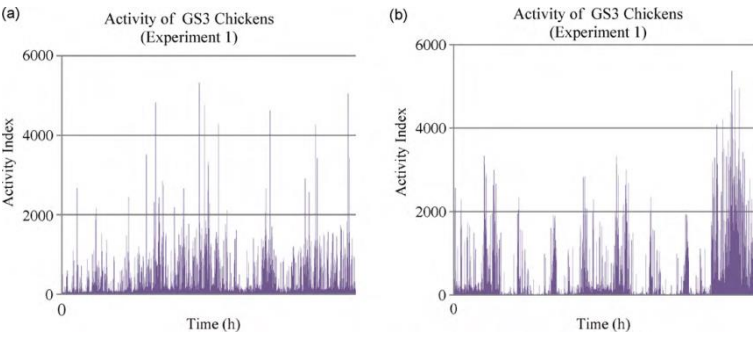 (a)
Activity of GS3 Chickens
(Experiment 1)
6000
4000
2000
0
Activity Index
0
Time (h)
(b)
Activity of GS3 Chickens
(Experiment 1)
6000
4000
2000
0
Activity Index
0
Time (h)